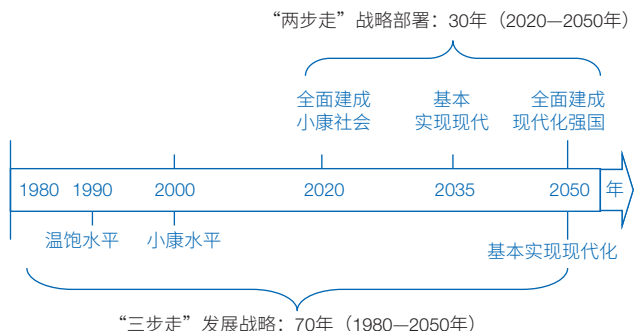 “两步走”战略部署：30年（2020—2050年）
全面建成
小康社会
基本
实现现代
全面建成
现代化强国
1980 1990 2000 2020 2035 2050 年
温饱水平
小康水平
基本实现现代化
“三步走”发展战略：70年（1980—2050年）